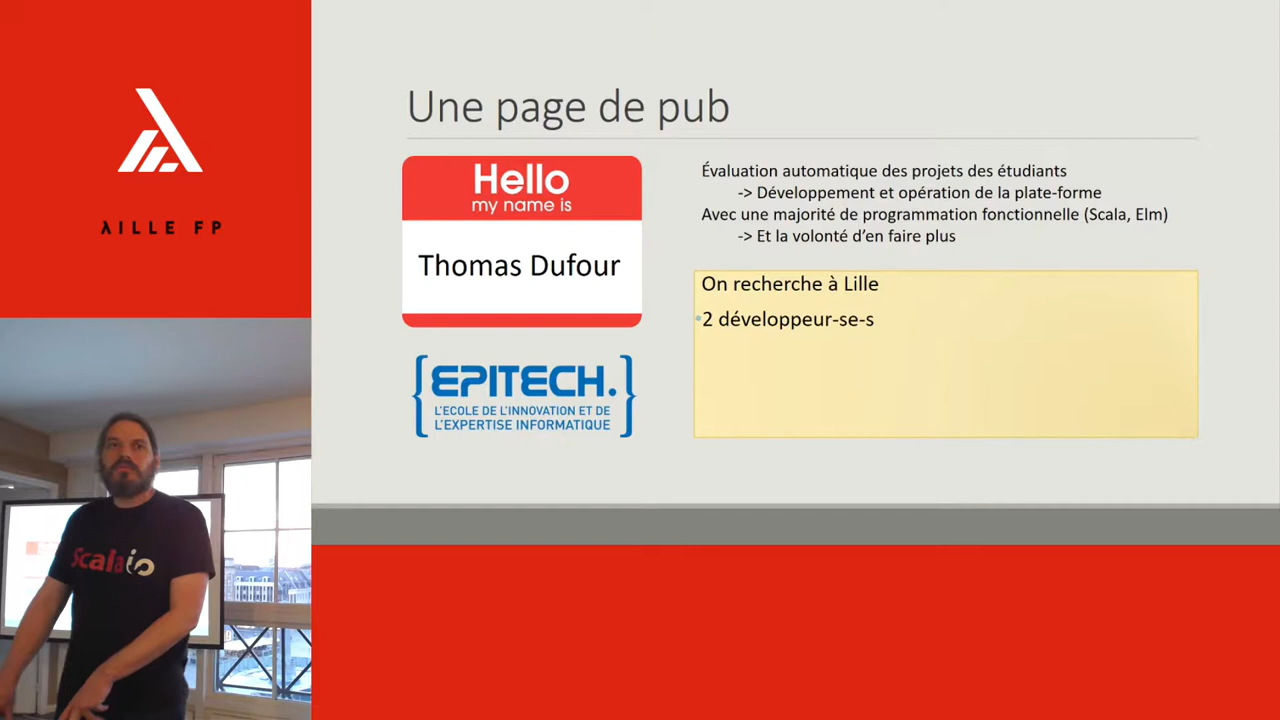 λILLE FP
Une page de pub
Hello
my name is
Thomas Dufour
{EPITECH.}
L'ECOLE DE L'INNOVATION ET DE
L'EXPERTISE INFORMATIQUE
Évaluation automatique des projets des étudiants
-> Développement et opération de la plate-forme
Avec une majorité de programmation fonctionnelle (Scala, Elm)
-> Et la volonté d’en faire plus
On recherche à Lille
•2 développeur-se-s
Scalaio